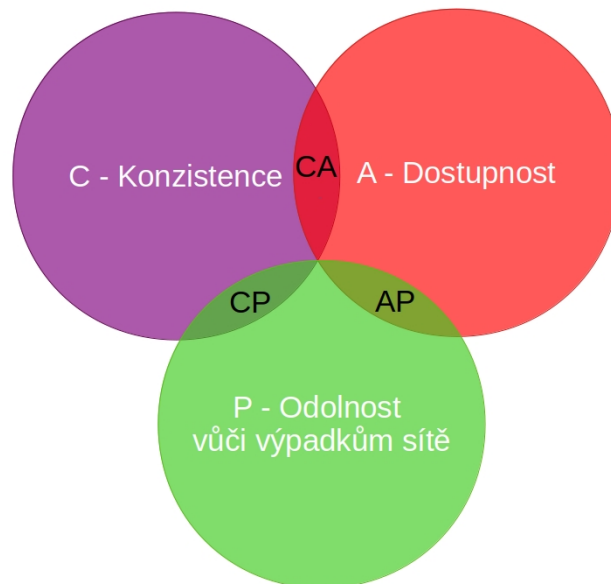 C - Konzistence
CA
A - Dostupnost
CP
AP
P - Odolnost
vůči výpadkům sítě